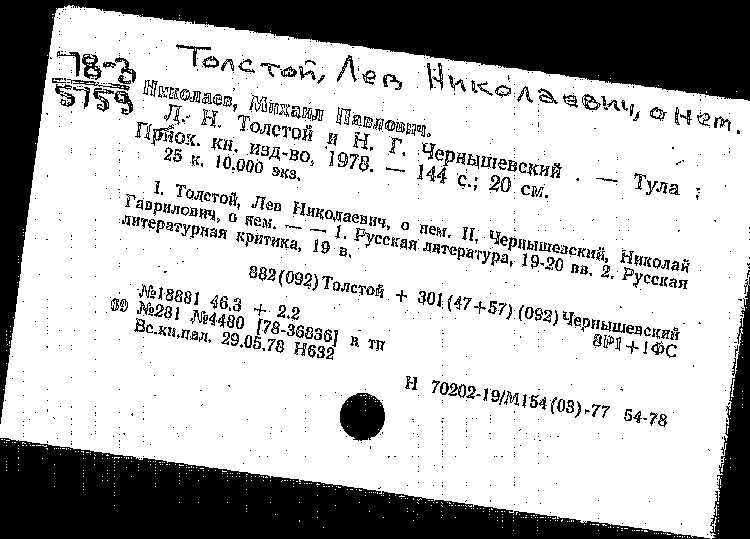 Толстой, Лев Николаевич, о нем.
78-3
5759
Николаев, Михаил Павлович.
Л. Н. Толстой и Н. Г. Чернышевский. — Тула :
Приок. кн. изд-во, 1978. — 144 с.; 20 см.
25 к. 10.000 экз.
I. Толстой, Лев Николаевич, о нем. II. Чернышевский, Николай
Гаврилович, о нем. — — 1. Русская литература, 19-20 вв. 2. Русская
литературная критика, 19 в.
882(092)Толстой + 301(47+57)(092)Чернышевский
8Р1+1ФС
№18881 46.3 + 2.2
№281 №4480 [78-36836] в тп
Вс.кн.пал. 29.05.78 Н632
Н 70202-19/М154(03)-77 54-78